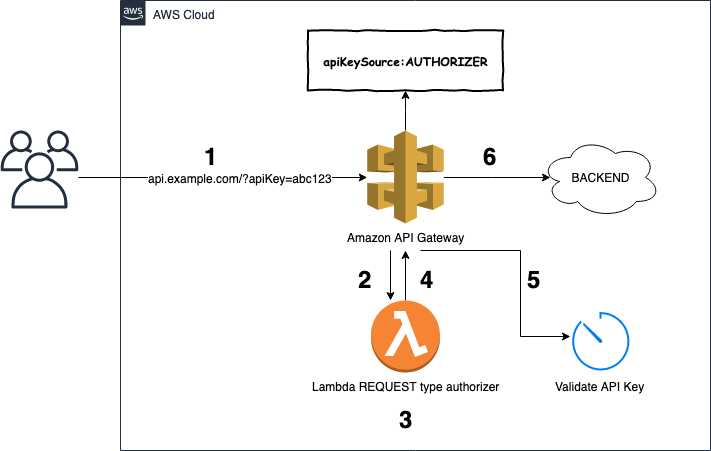 aws
AWS Cloud
apiKeySource:AUTHORIZER
1
api.example.com/?apiKey=abc123
6
BACKEND
Amazon API Gateway
2
4
5
Lambda REQUEST type authorizer
Validate API Key
3